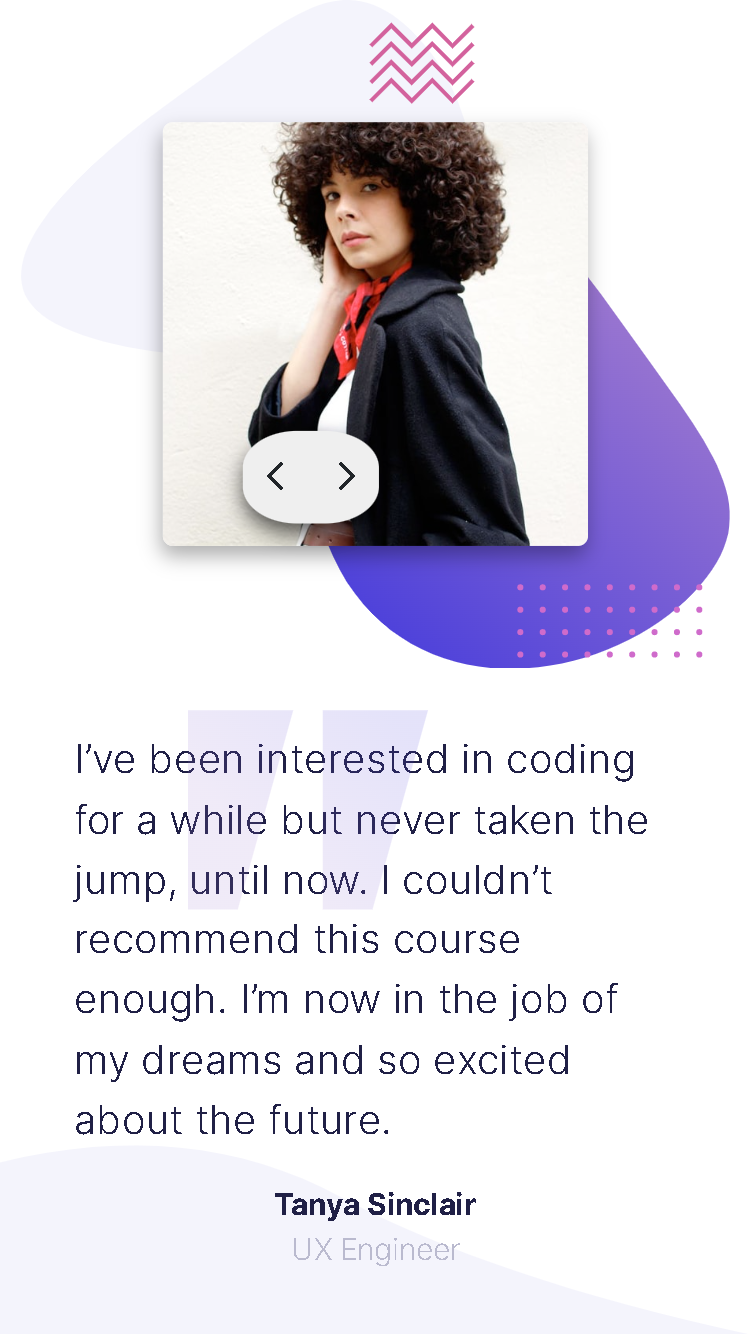 I’ve been interested in coding
for a while but never taken the
jump, until now. I couldn’t
recommend this course
enough. I’m now in the job of
my dreams and so excited
about the future.
Tanya Sinclair
UX Engineer